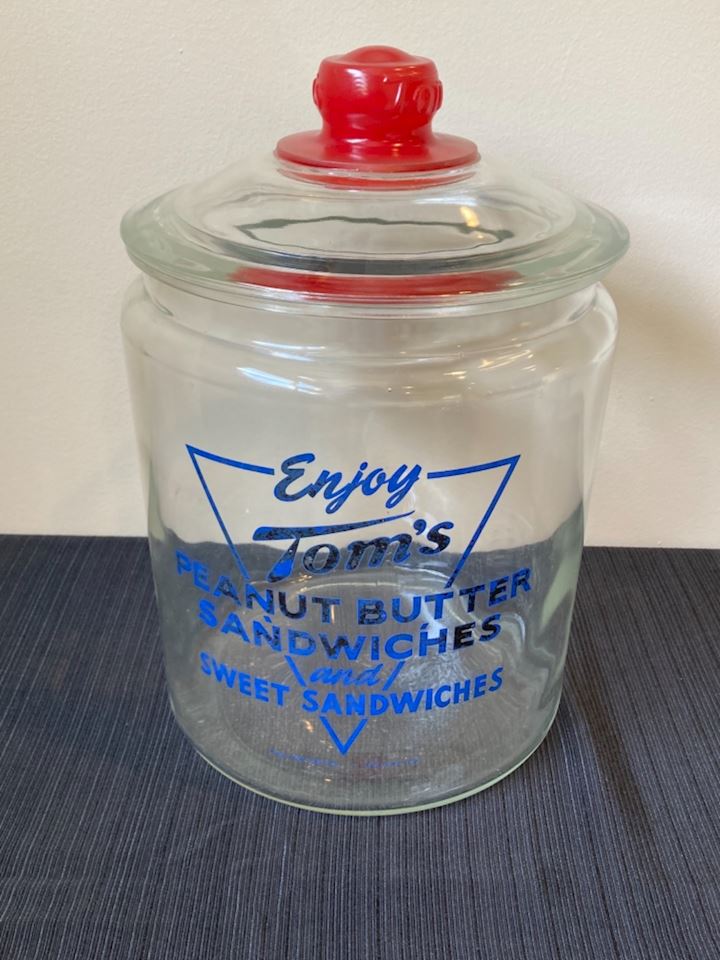 Enjoy
Tom's
PEANUT BUTTER
SANDWICHES
and
SWEET SANDWICHES